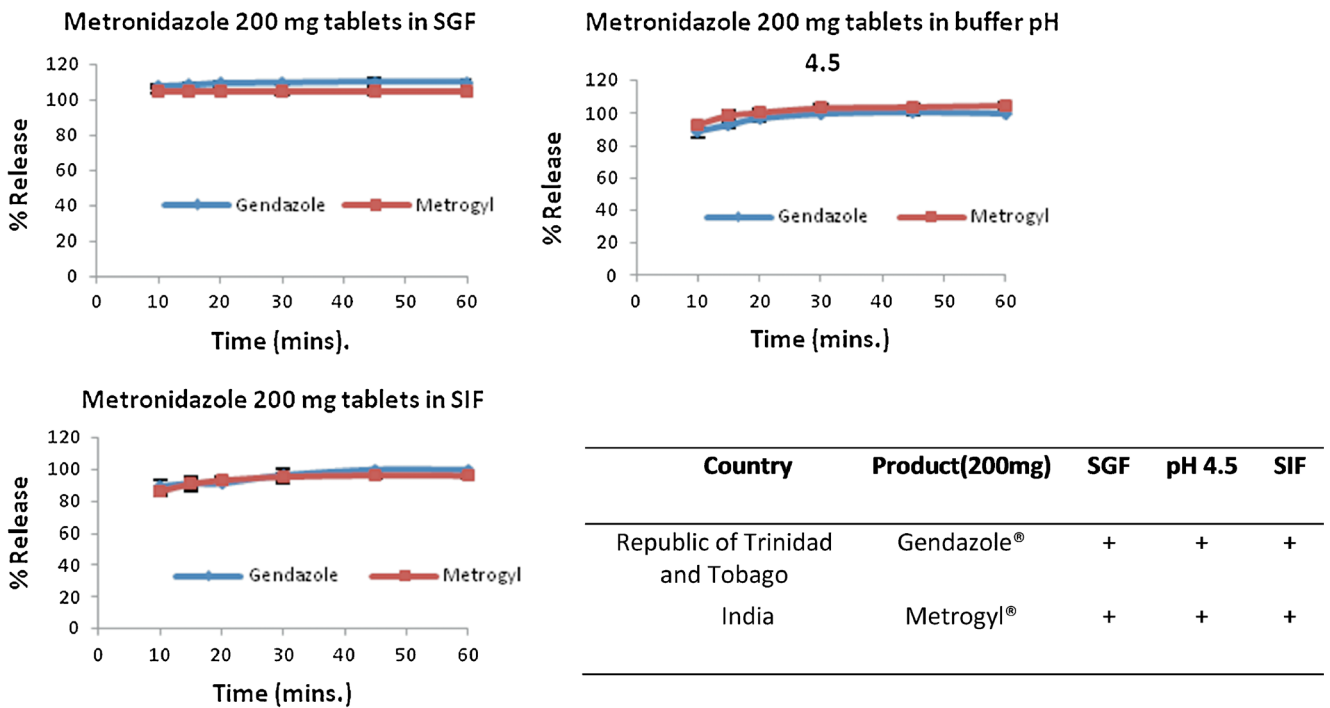 Metronidazole 200 mg tablets in SGF
120
100
80
60
40
20
0
% Release
Gendazole Metrogyl
0 10 20 30 40 50 60
Time (mins).
Metronidazole 200 mg tablets in buffer pH
4.5
120
100
80
60
40
20
0
% Release
Gendazole Metrogyl
0 10 20 30 40 50 60
Time (mins.)
Metronidazole 200 mg tablets in SIF
120
100
80
60
40
20
0
% Release
Gendazole Metrogyl
0 10 20 30 40 50 60
Time (mins.)
Country Product(200mg) SGF pH 4.5 SIF
Republic of Trinidad Gendazole® + + +
and Tobago
India Metrogyl® + + +